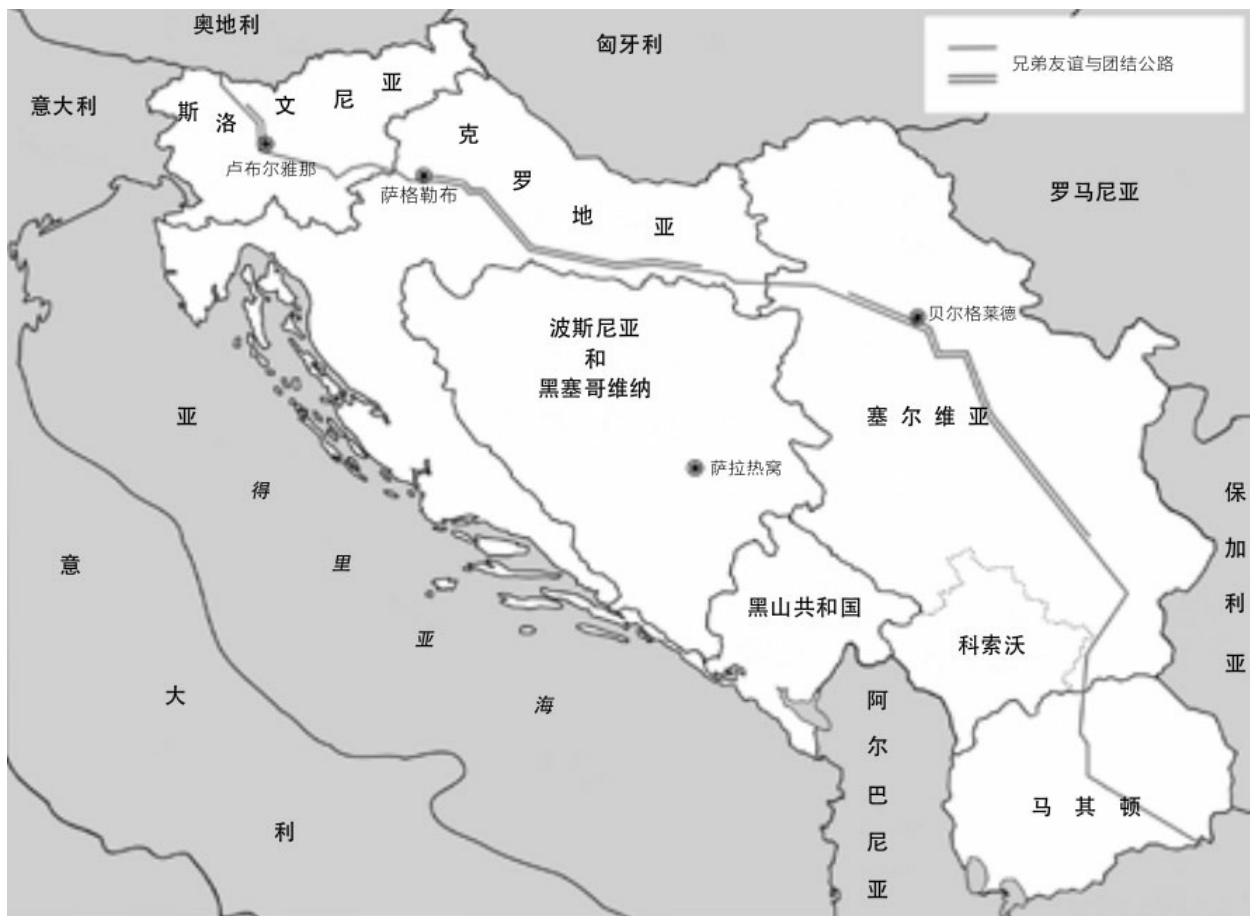 奥地利
匈牙利
兄弟友谊与团结公路
意大利
斯洛文尼亚
克罗地亚
卢布尔雅那
萨格勒布
罗马尼亚
贝尔格莱德
波斯尼亚
和
黑塞哥维纳
塞尔维亚
萨拉热窝
亚得里亚海
保加利亚
意大利
黑山共和国
科索沃
阿尔巴尼亚
马其顿